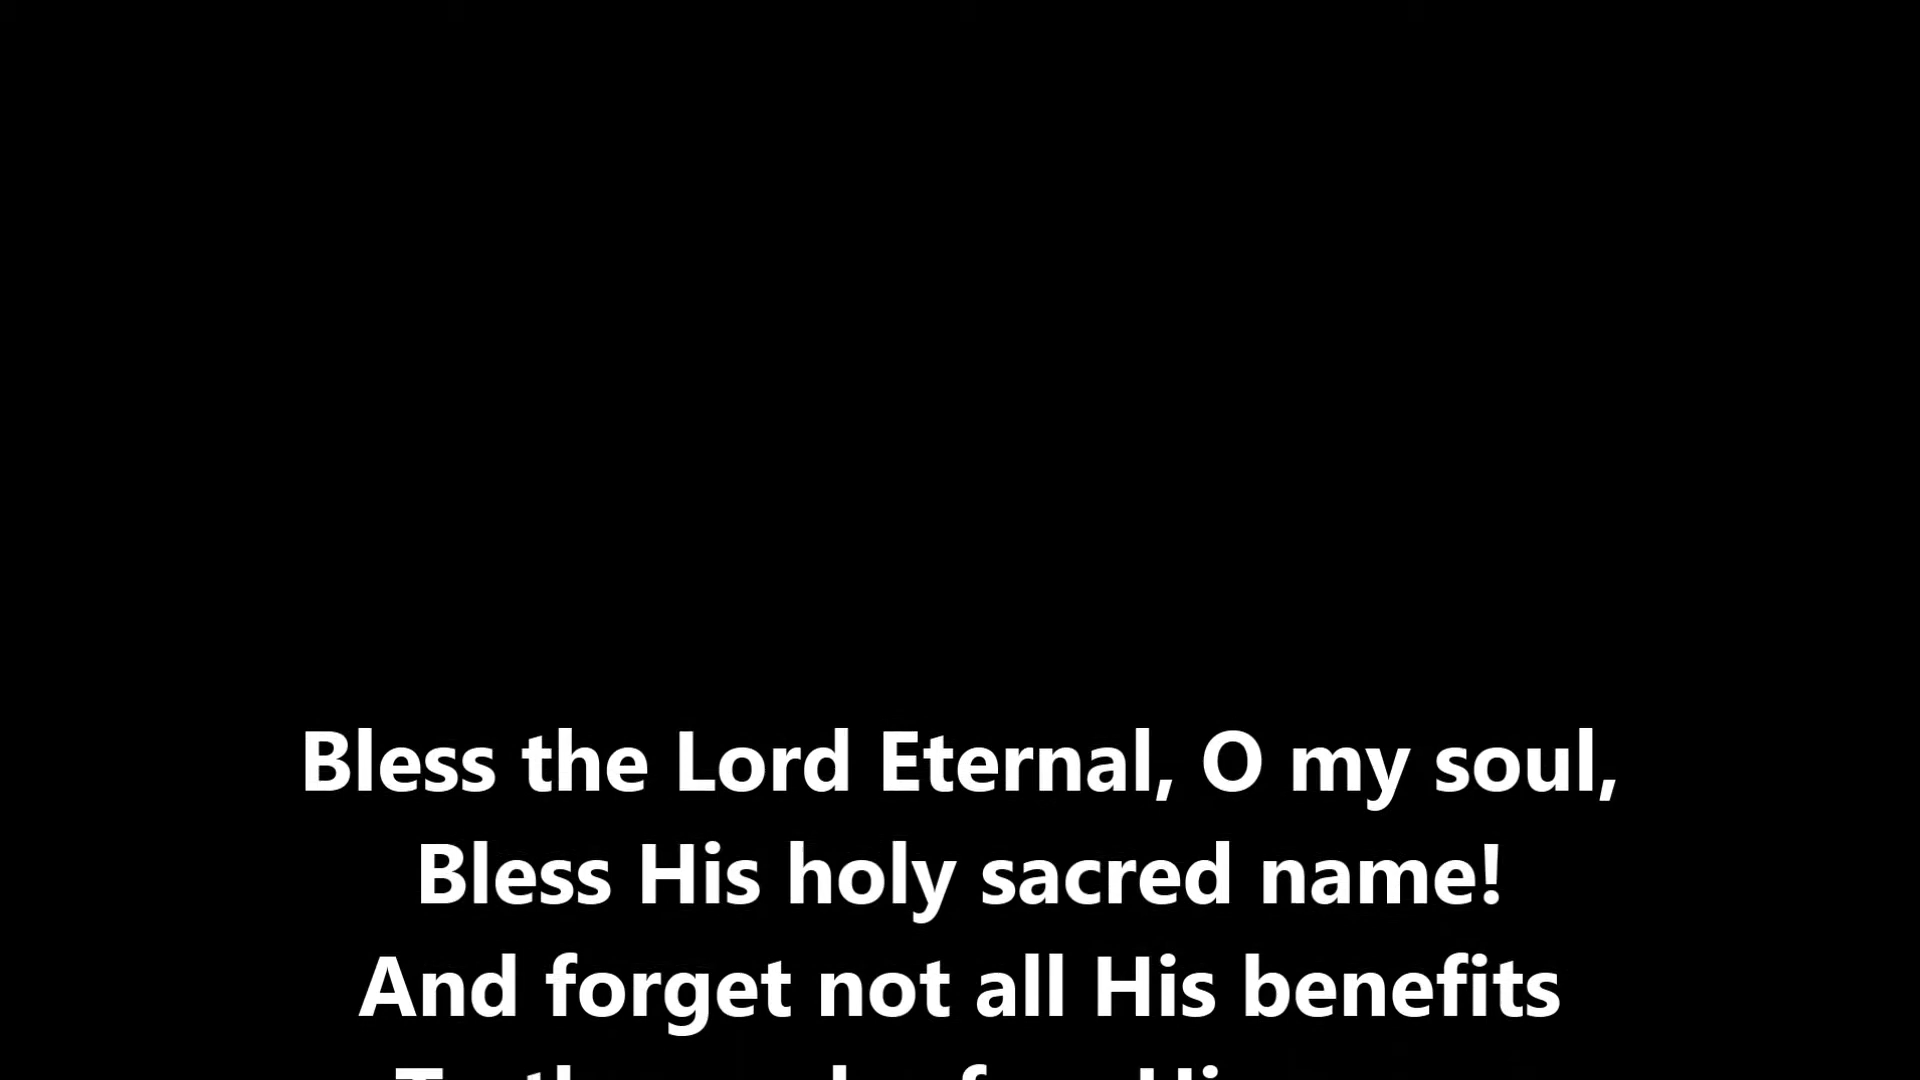 Bless the Lord Eternal, O my soul,
Bless His holy sacred name!
And forget not all His benefits